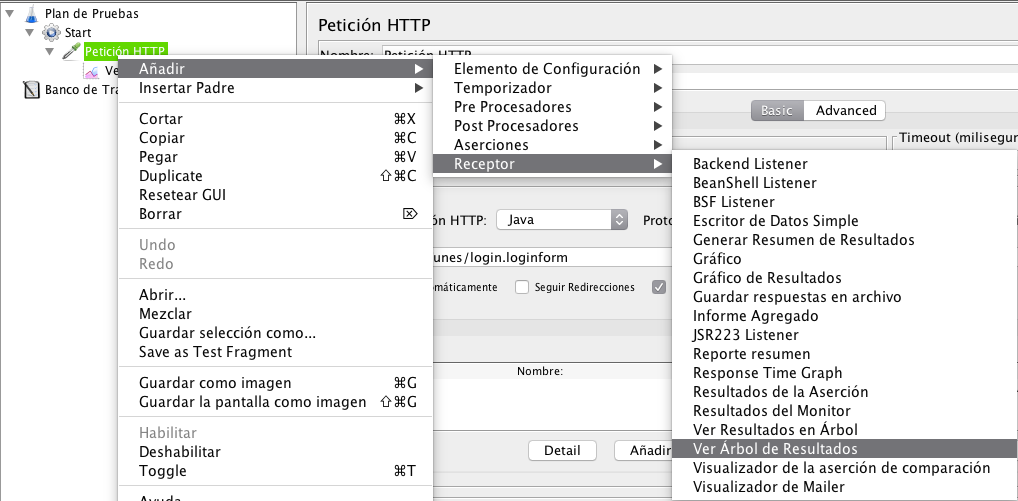 Plan de Pruebas
Start
Petición HTTP
Ve
Banco de Tra
Petición HTTP
Nombre: Petición HTTP
Basic
Advanced
Timeout (milisegur
ón HTTP:
Java
Proto
unes/login.loginform
omáticamente
Seguir Redirecciones
Nombre:
Detail
Añadir
Añadir
Insertar Padre
Cortar ⌘X
Copiar ⌘C
Pegar ⌘V
Duplicate ⇧⌘C
Resetear GUI
Borrar ⌦
Undo
Redo
Abrir...
Mezclar
Guardar selección como...
Save as Test Fragment
Guardar como imagen ⌘G
Guardar la pantalla como imagen ⇧⌘G
Habilitar
Deshabilitar
Toggle ⌘T
Ayuda
Elemento de Configuración
Temporizador
Pre Procesadores
Post Procesadores
Aserciones
Receptor
Backend Listener
BeanShell Listener
BSF Listener
Escritor de Datos Simple
Generar Resumen de Resultados
Gráfico
Gráfico de Resultados
Guardar respuestas en archivo
Informe Agregado
JSR223 Listener
Reporte resumen
Response Time Graph
Resultados de la Aserción
Resultados del Monitor
Ver Resultados en Árbol
Ver Árbol de Resultados
Visualizador de la aserción de comparación
Visualizador de Mailer